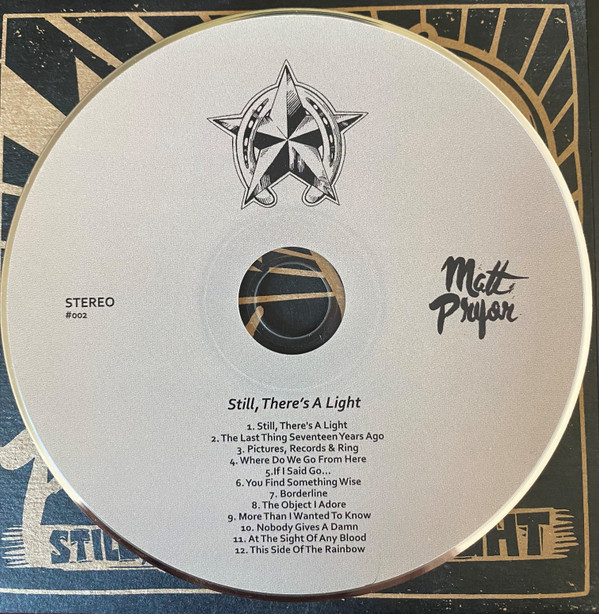 STEREO
#002
Matt
Pryor
Still, There's A Light
1. Still, There's A Light
2. The Last Thing Seventeen Years Ago
3. Pictures, Records & Ring
4. Where Do We Go From Here
5.If I Said Go...
6. You Find Something Wise
7. Borderline
8. The Object I Adore
9. More Than I Wanted To Know
10. Nobody Gives A Damn
11. At The Sight Of Any Blood
12. This Side Of The Rainbow
STILL,